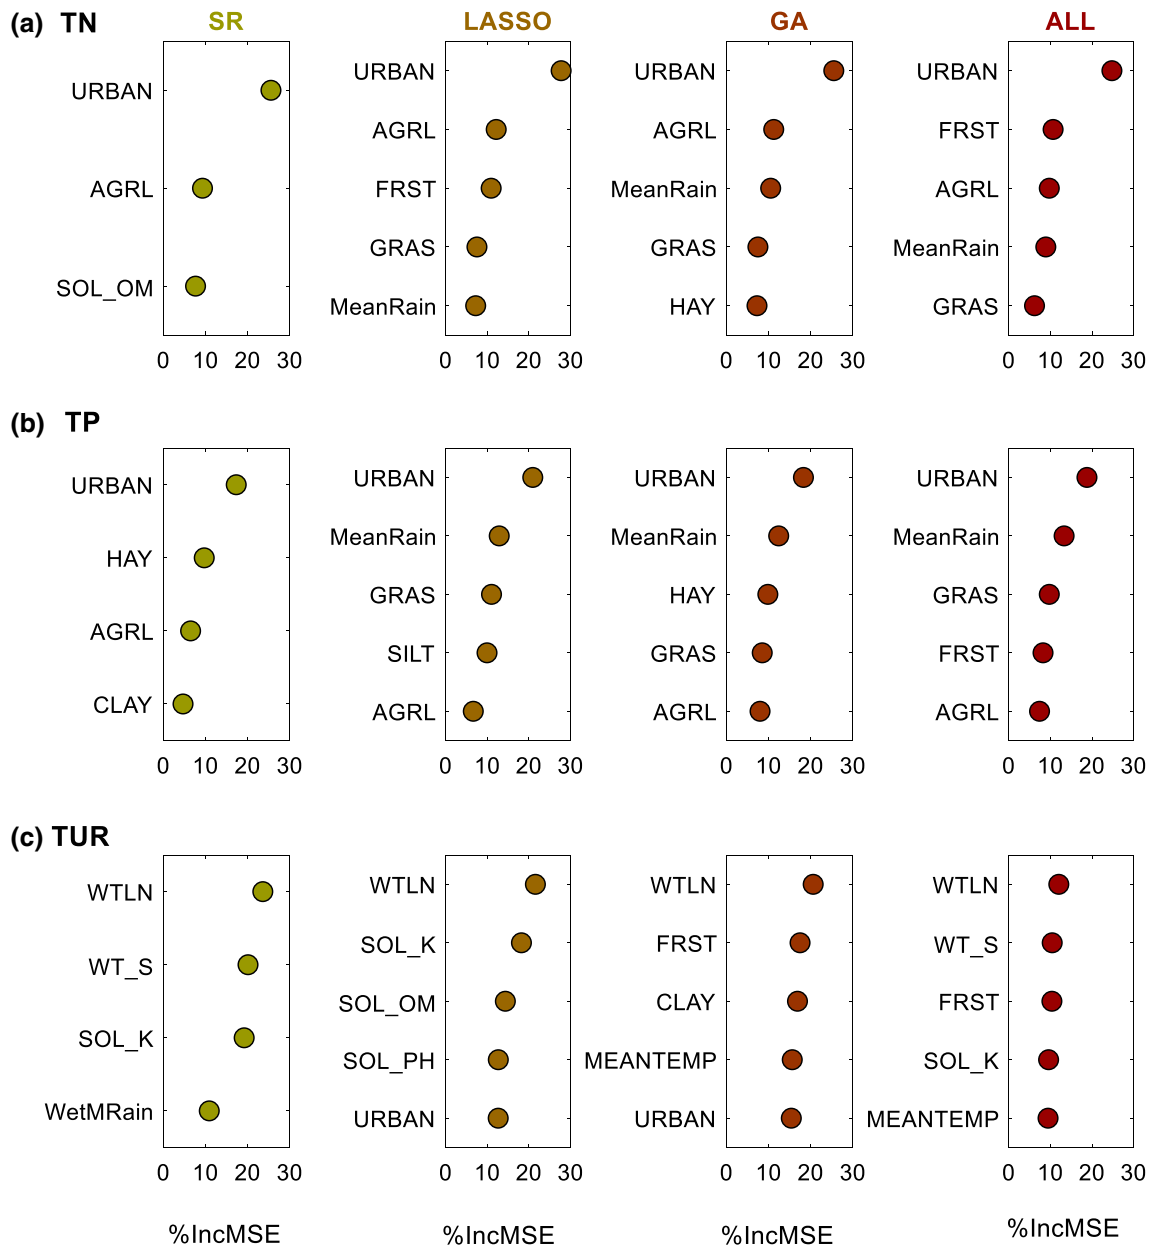 (a) TN
SR
LASSO
GA
ALL
URBAN
AGRL
SOL_OM
0 10 20 30
URBAN
AGRL
FRST
GRAS
MeanRain
0 10 20 30
URBAN
AGRL
MeanRain
GRAS
HAY
0 10 20 30
URBAN
FRST
AGRL
MeanRain
GRAS
0 10 20 30
(b) TP
URBAN
HAY
AGRL
CLAY
0 10 20 30
URBAN
MeanRain
GRAS
SILT
AGRL
0 10 20 30
URBAN
MeanRain
HAY
GRAS
AGRL
0 10 20 30
URBAN
MeanRain
GRAS
FRST
AGRL
0 10 20 30
(c) TUR
WTLN
WT_S
SOL_K
WetMRain
0 10 20 30
%IncMSE
WTLN
SOL_K
SOL_OM
SOL_PH
URBAN
0 10 20 30
%IncMSE
WTLN
FRST
CLAY
MEANTEMP
URBAN
0 10 20 30
%IncMSE
WTLN
WT_S
FRST
SOL_K
MEANTEMP
0 10 20 30
%IncMSE